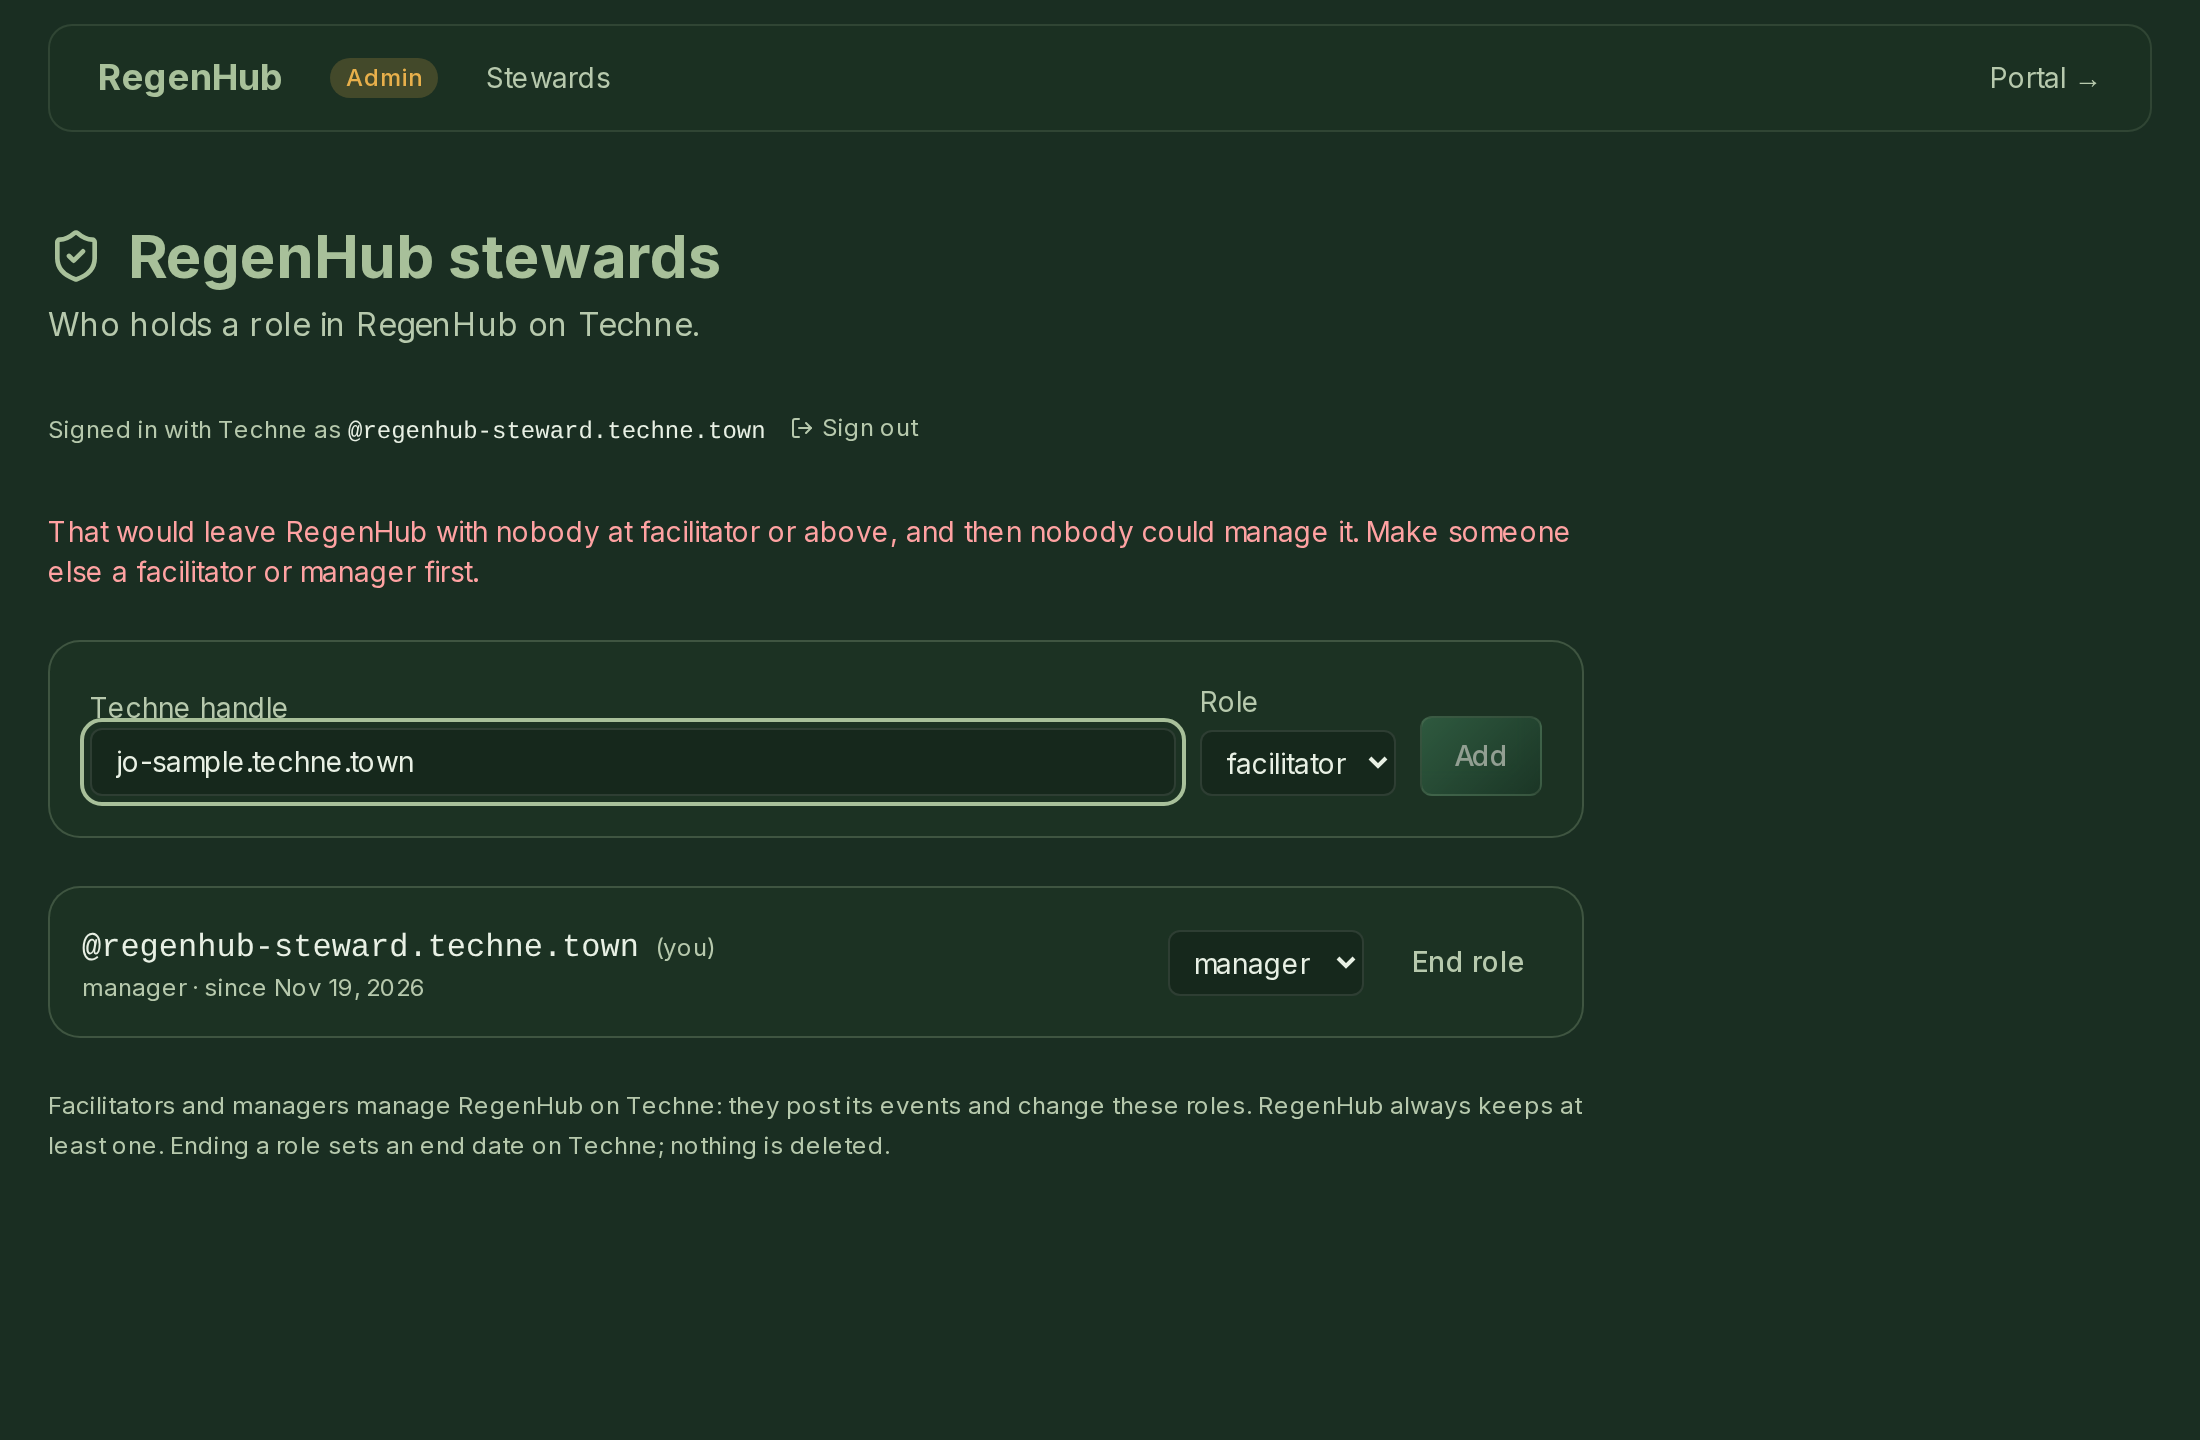 RegenHub Admin Stewards Portal →
RegenHub stewards
Who holds a role in RegenHub on Techne.
Signed in with Techne as @regenhub-steward.techne.town Sign out
That would leave RegenHub with nobody at facilitator or above, and then nobody could manage it. Make someone
else a facilitator or manager first.
Techne handle Role
jo-sample.techne.town facilitator Add
@regenhub-steward.techne.town (you) manager End role
manager · since Nov 19, 2026
Facilitators and managers manage RegenHub on Techne: they post its events and change these roles. RegenHub always keeps at
least one. Ending a role sets an end date on Techne; nothing is deleted.